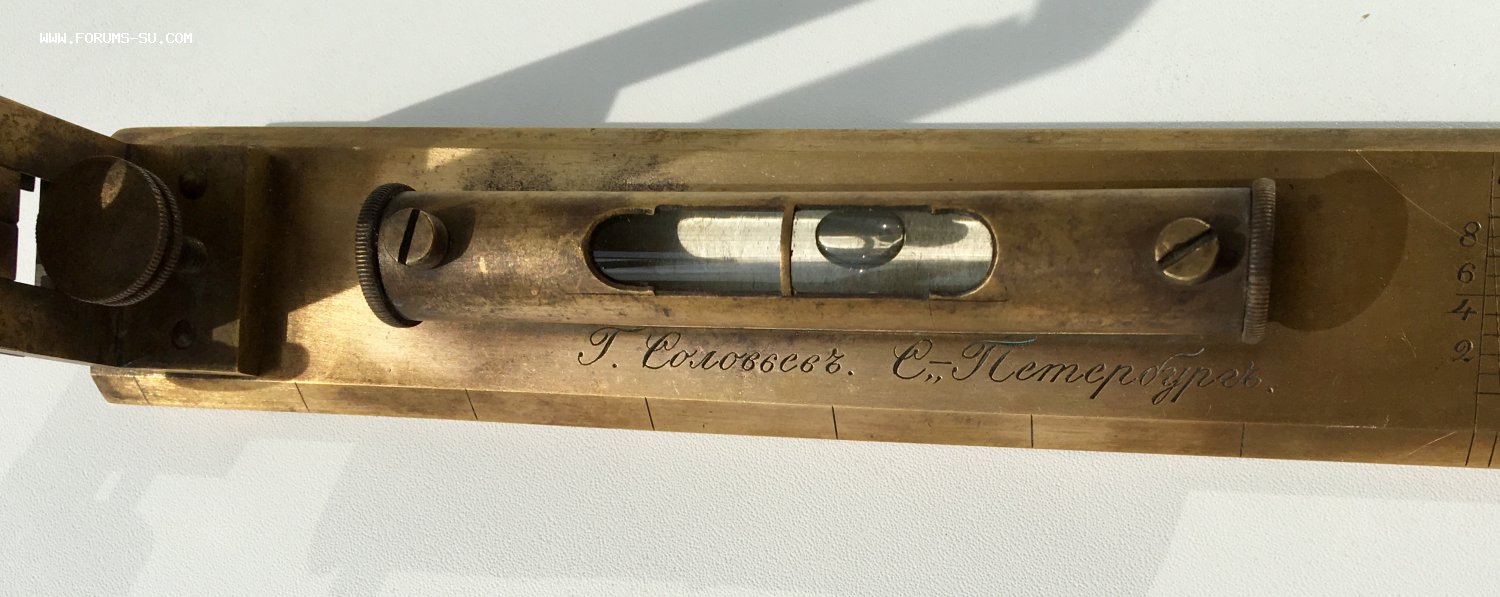 WWW.FORUMS-SU.COM
8
6
4
2
Г. Соловьевъ. С.,-Петербургъ.